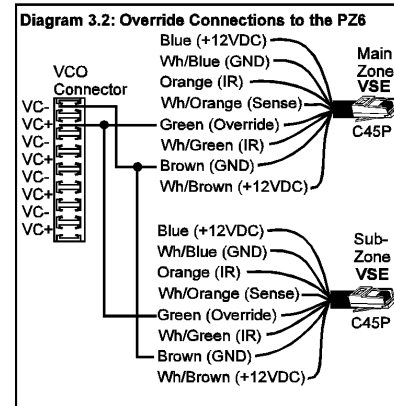 Diagram 3.2: Override Connections to the PZ6
VCO
Connector
VC-
VC+
VC-
VC+
VC-
VC+
VC-
VC+
Blue (+12VDC)
Wh/Blue (GND)
Orange (IR)
Wh/Orange (Sense)
Green (Override)
Wh/Green (IR)
Brown (GND)
Wh/Brown (+12VDC)
Main
Zone
VSE
C45P
Blue (+12VDC)
Wh/Blue (GND)
Orange (IR)
Wh/Orange (Sense)
Green (Override)
Wh/Green (IR)
Brown (GND)
Wh/Brown (+12VDC)
Sub-
Zone
VSE
C45P